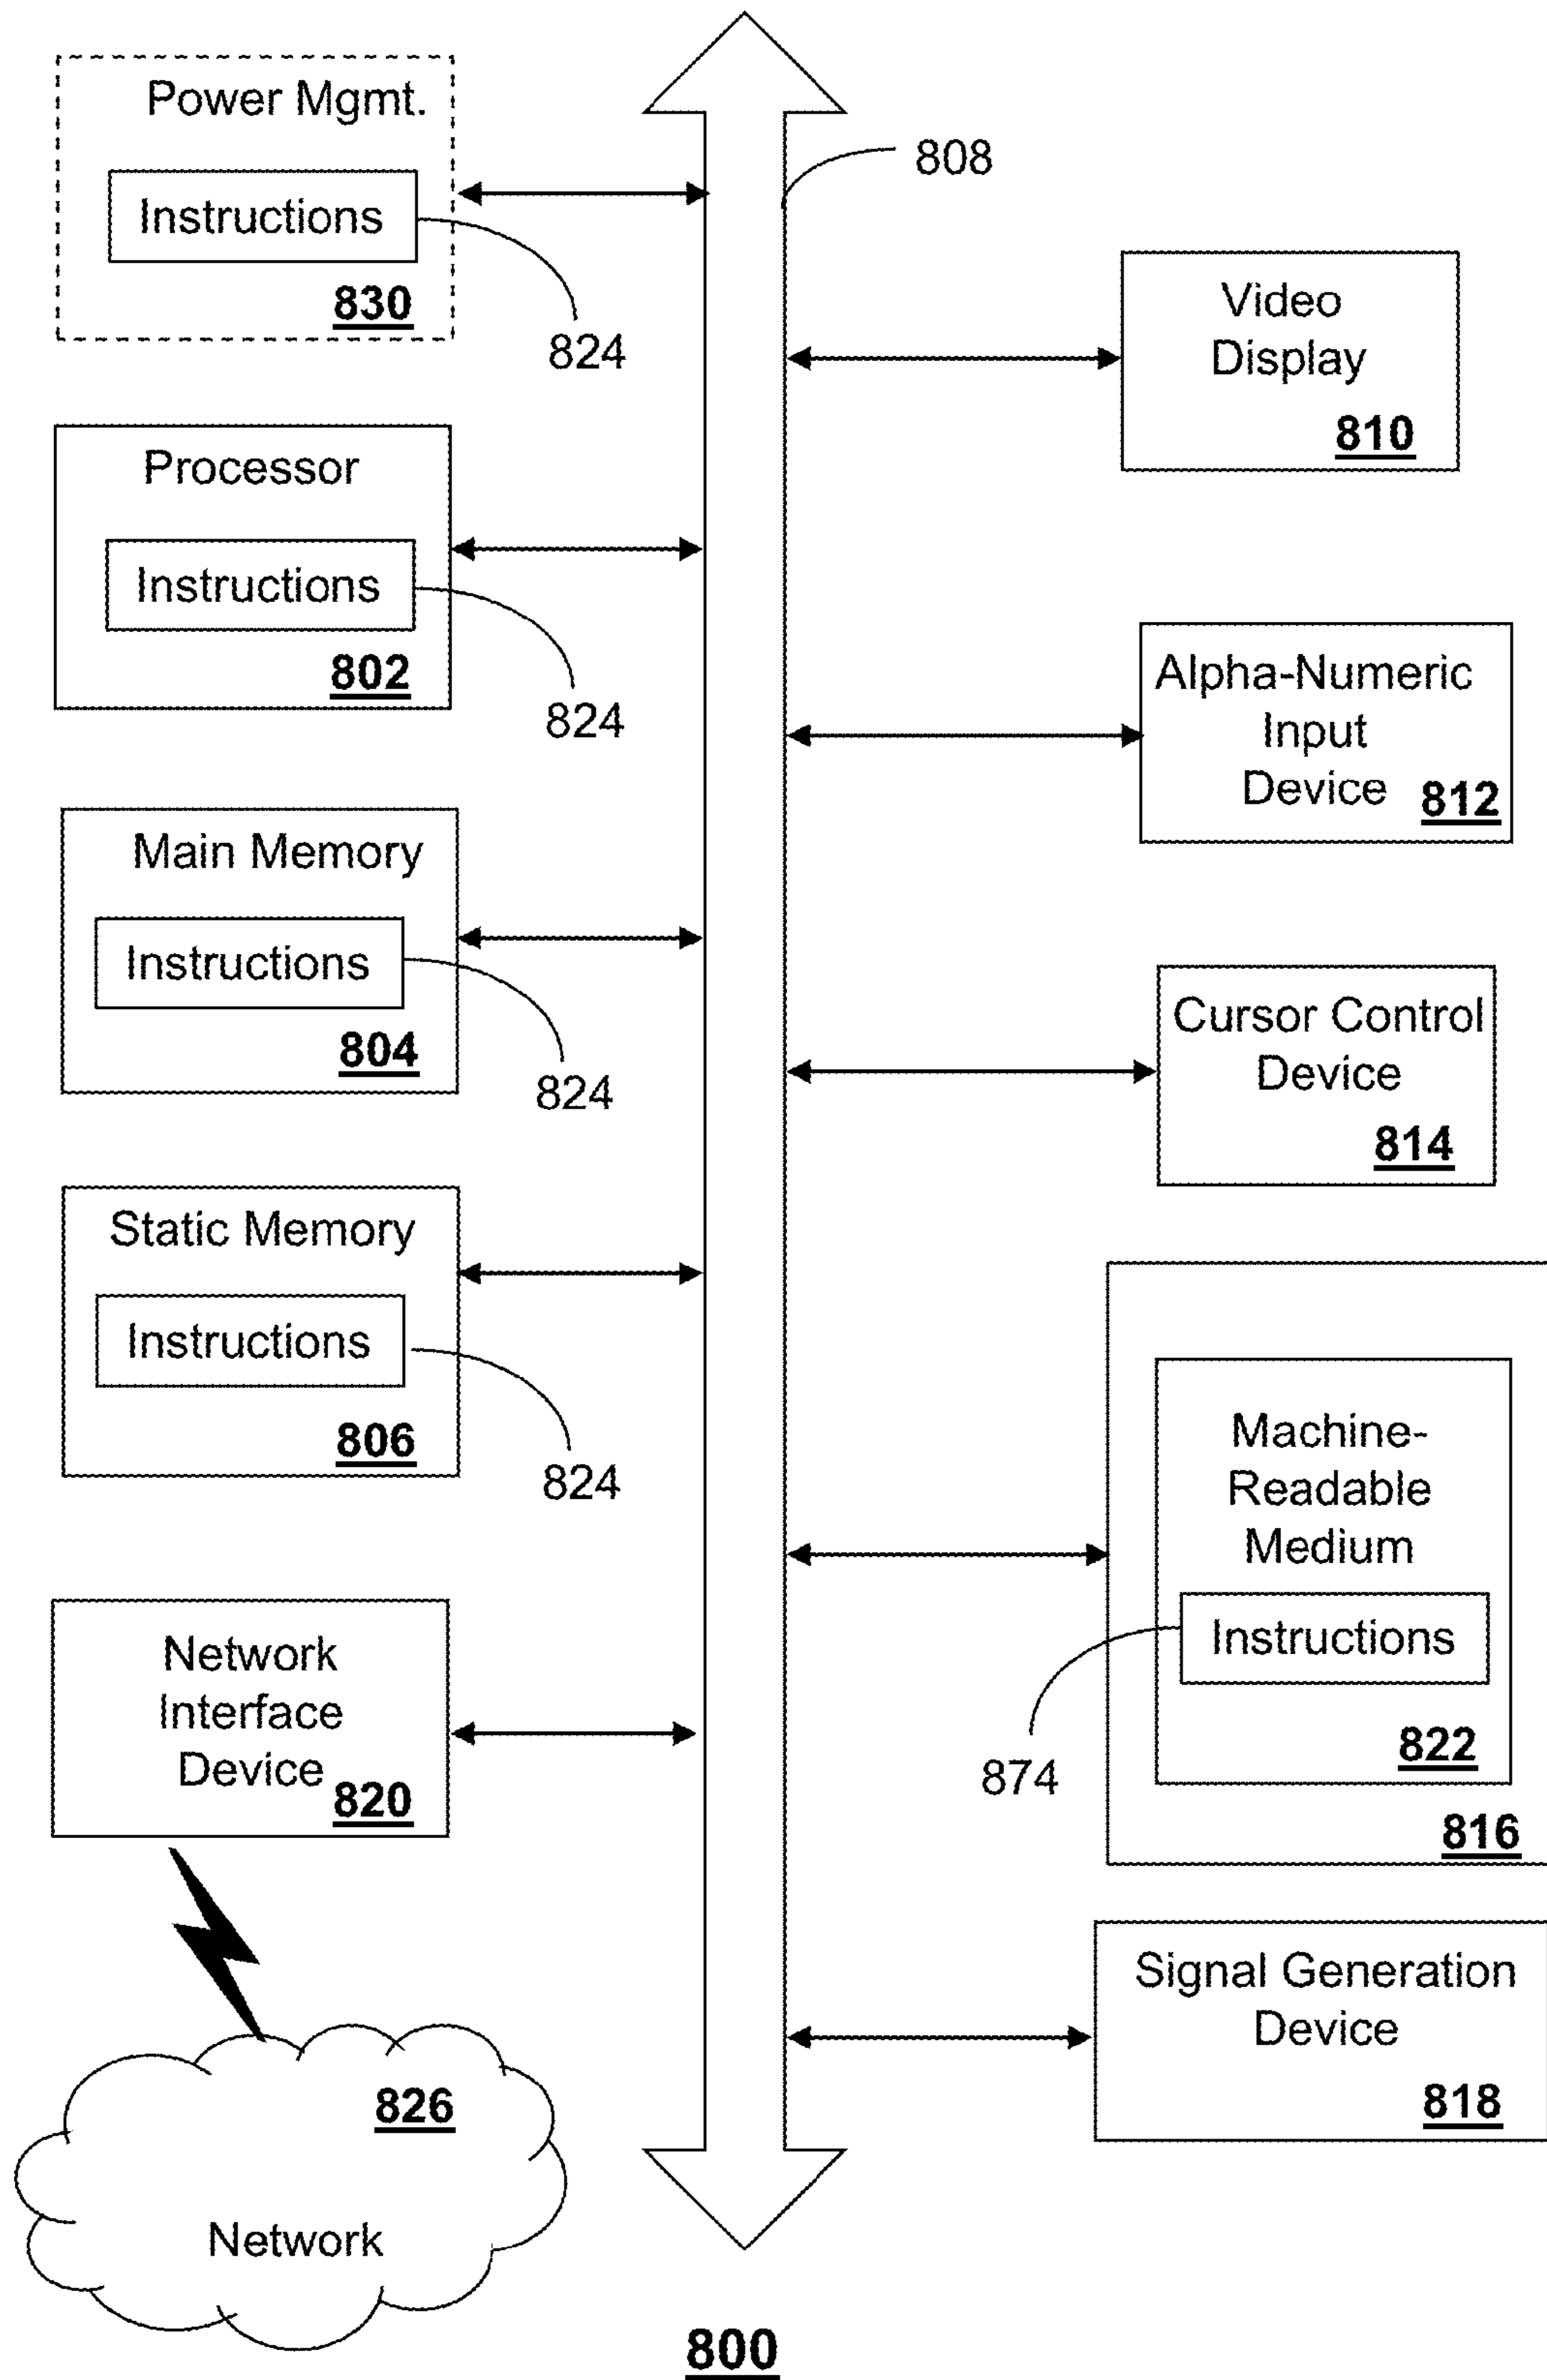 Power Mgmt.
Instructions
830
824
Processor
Instructions
802
824
Main Memory
Instructions
804
824
Static Memory
Instructions
806
824
Network
Interface
Device
820
826
Network
808
Video
Display
810
Alpha-Numeric
Input
Device 812
Cursor Control
Device
814
Machine-
Readable
Medium
Instructions
822
874
816
Signal Generation
Device
818
800